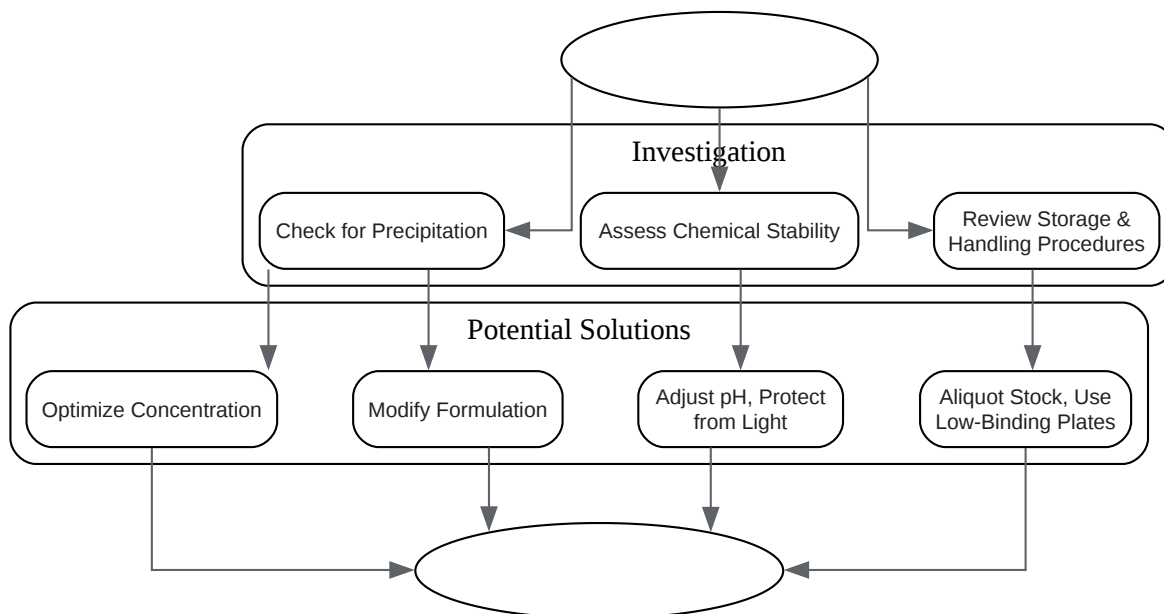 Investigation
Check for Precipitation
Assess Chemical Stability
Review Storage &
Handling Procedures
Potential Solutions
Optimize Concentration
Modify Formulation
Adjust pH, Protect
from Light
Aliquot Stock, Use
Low-Binding Plates